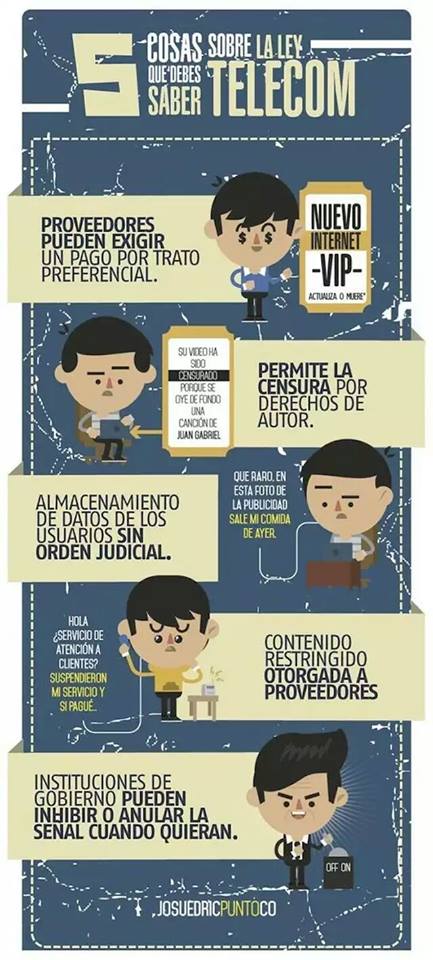 5 COSAS QUE DEBES SABER SOBRE LA LEY TELECOM
PROVEEDORES
PUEDEN EXIGIR
UN PAGO POR TRATO
PREFERENCIAL.
NUEVO
INTERNET
-VIP-
ACTUALIZA O MUERE*
SU VIDEO HA
SIDO
CENSURADO
PORQUE SE
OYE DE FONDO
UNA
CANCIÓN DE
JUAN GABRIEL
PERMITE LA
CENSURA POR
DERECHOS DE
AUTOR.
ALMACENAMIENTO
DE DATOS DE LOS
USUARIOS SIN
ORDEN JUDICIAL.
QUE RARO, EN
ESTA FOTO DE
LA PUBLICIDAD
SALE MI COMIDA
DE AYER.
HOLA
¿SERVICIO DE
ATENCIÓN A
CLIENTES?
SUSPENDIERON
MI SERVICIO Y
SI PAGUÉ...
CONTENIDO
RESTRINGIDO
OTORGADA A
PROVEEDORES
INSTITUCIONES DE
GOBIERNO PUEDEN
INHIBIR O ANULAR LA
SENAL CUANDO QUIERAN.
OFF ON
JOSUEDRICPUNTOCO